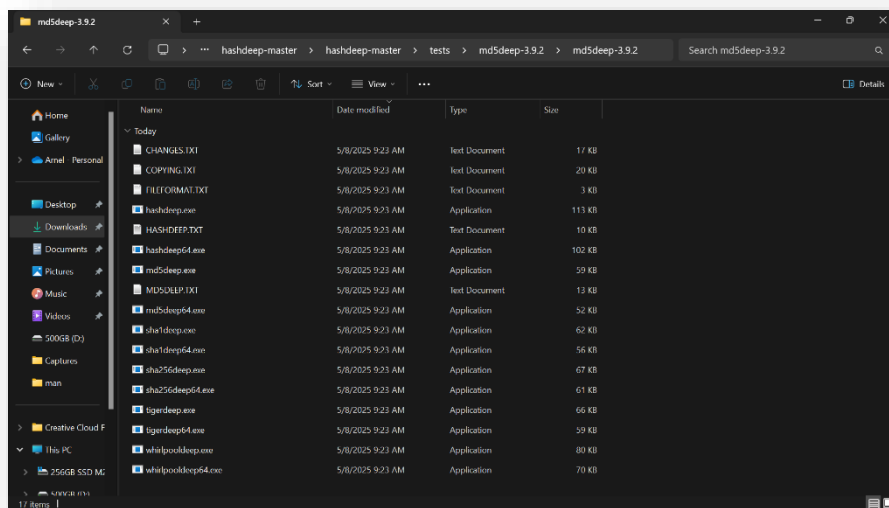 md5deep-3.9.2
hashdeep-master > hashdeep-master > tests > md5deep-3.9.2 > md5deep-3.9.2
Search md5deep-3.9.2
New
Sort
View
Details
Name Date modified Type Size
Home
Gallery
Arnel Personal
Desktop
Downloads
Documents
Pictures
Music
Videos
500GB (D:)
Captures
man
Creative Cloud F
This PC
256GB SSD M2
500GB (D:)
Today
CHANGES.TXT 5/8/2025 9:23 AM Text Document 17 KB
COPYING.TXT 5/8/2025 9:23 AM Text Document 20 KB
FILEFORMAT.TXT 5/8/2025 9:23 AM Text Document 3 KB
hashdeep.exe 5/8/2025 9:23 AM Application 113 KB
HASHDEEP.TXT 5/8/2025 9:23 AM Text Document 10 KB
hashdeep64.exe 5/8/2025 9:23 AM Application 102 KB
md5deep.exe 5/8/2025 9:23 AM Application 59 KB
MD5DEEP.TXT 5/8/2025 9:23 AM Text Document 13 KB
md5deep64.exe 5/8/2025 9:23 AM Application 52 KB
sha1deep.exe 5/8/2025 9:23 AM Application 62 KB
sha1deep64.exe 5/8/2025 9:23 AM Application 56 KB
sha256deep.exe 5/8/2025 9:23 AM Application 67 KB
sha256deep64.exe 5/8/2025 9:23 AM Application 61 KB
tigerdeep.exe 5/8/2025 9:23 AM Application 66 KB
tigerdeep64.exe 5/8/2025 9:23 AM Application 59 KB
whirlpooldeep.exe 5/8/2025 9:23 AM Application 80 KB
whirlpooldeep64.exe 5/8/2025 9:23 AM Application 70 KB
17 items